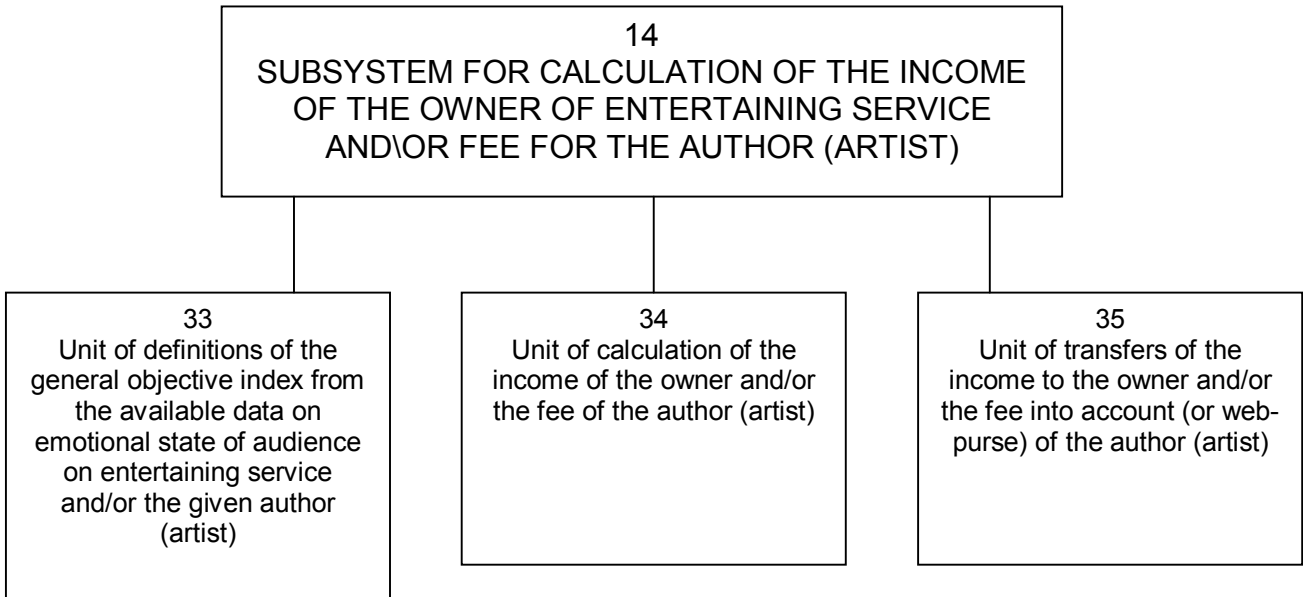 14
SUBSYSTEM FOR CALCULATION OF THE INCOME
OF THE OWNER OF ENTERTAINING SERVICE
AND\OR FEE FOR THE AUTHOR (ARTIST)
33
Unit of definitions of the
general objective index from
the available data on
emotional state of audience
on entertaining service
and/or the given author
(artist)
34
Unit of calculation of the
income of the owner and/or
the fee of the author (artist)
35
Unit of transfers of the
income to the owner and/or
the fee into account (or web-
purse) of the author (artist)